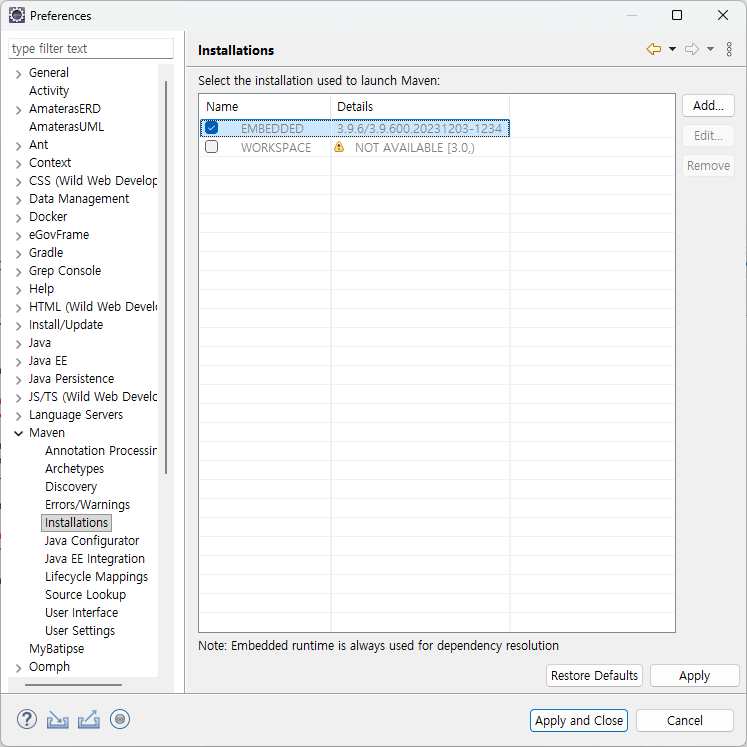 Preferences
type filter text
General
Activity
AmaterasERD
AmaterasUML
Ant
Context
CSS (Wild Web Develop
Data Management
Docker
eGovFrame
Gradle
Grep Console
Help
HTML (Wild Web Develo
Install/Update
Java
Java EE
Java Persistence
JS/TS (Wild Web Develo
Language Servers
Maven
Annotation Processin
Archetypes
Discovery
Errors/Warnings
Installations
Java Configurator
Java EE Integration
Lifecycle Mappings
Source Lookup
User Interface
User Settings
MyBatipse
Oomph
Installations
Select the installation used to launch Maven:
Name Details
EMBEDDED 3.9.6/3.9.600.20231203-1234
WORKSPACE NOT AVAILABLE [3.0,)
Add...
Edit...
Remove
Note: Embedded runtime is always used for dependency resolution
Restore Defaults Apply
? Apply and Close Cancel